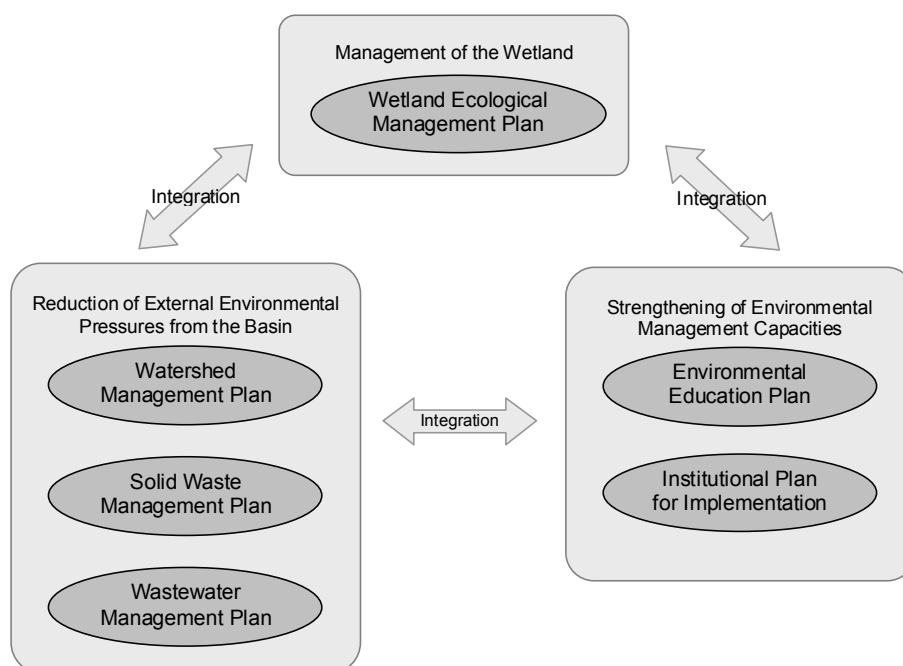 Management of the Wetland
Wetland Ecological
Management Plan
Integration
Integration
Reduction of External Environmental
Pressures from the Basin
Watershed
Management Plan
Solid Waste
Management Plan
Wastewater
Management Plan
Integration
Strengthening of Environmental
Management Capacities
Environmental
Education Plan
Institutional Plan
for Implementation